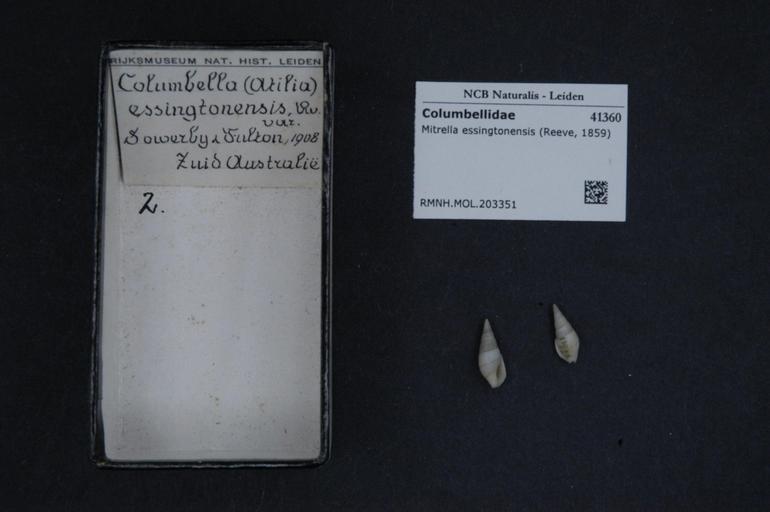 RIJKSMUSEUM NAT. HIST. LEIDEN
Columbella (Atilia)
essingtonensis, Rv.
var.
Sowerby & Fulton, 1908
Zuid Australië
2.
NCB Naturalis - Leiden
Columbellidae 41360
Mitrella essingtonensis (Reeve, 1859)
RMNH.MOL.203351